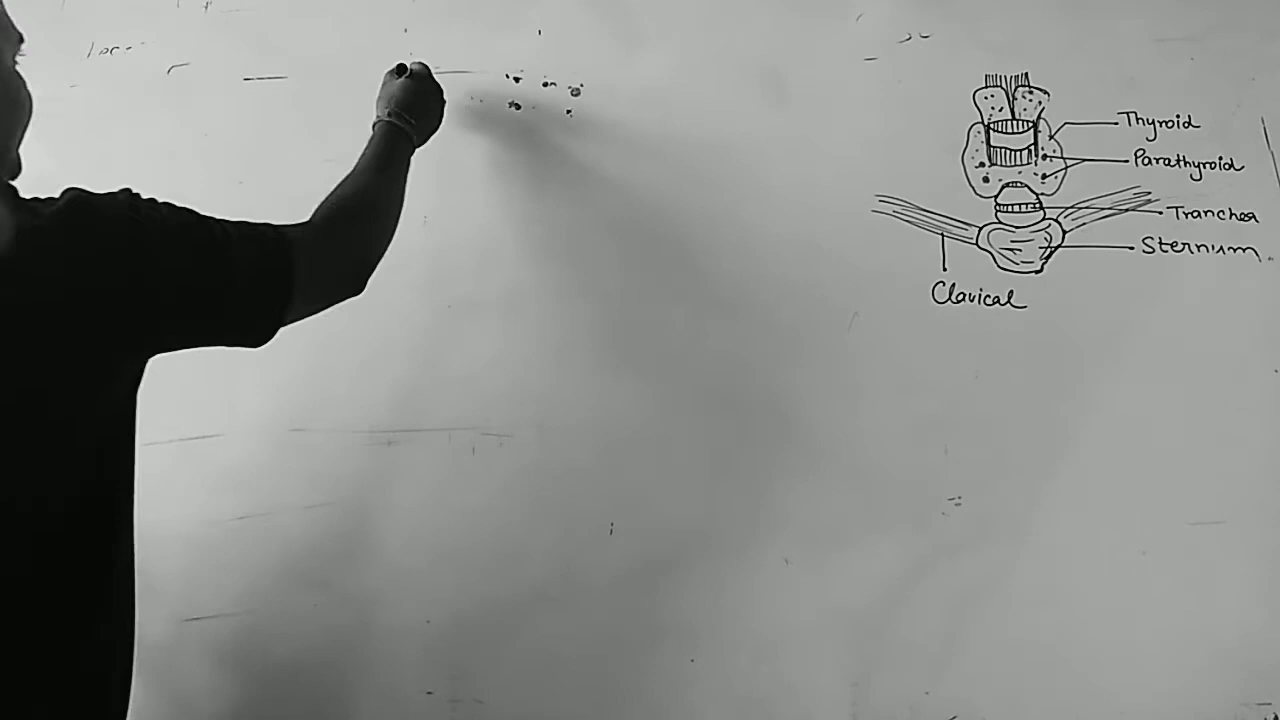 Thyroid
Parathyroid
Tranchea
Sternum
Clavical